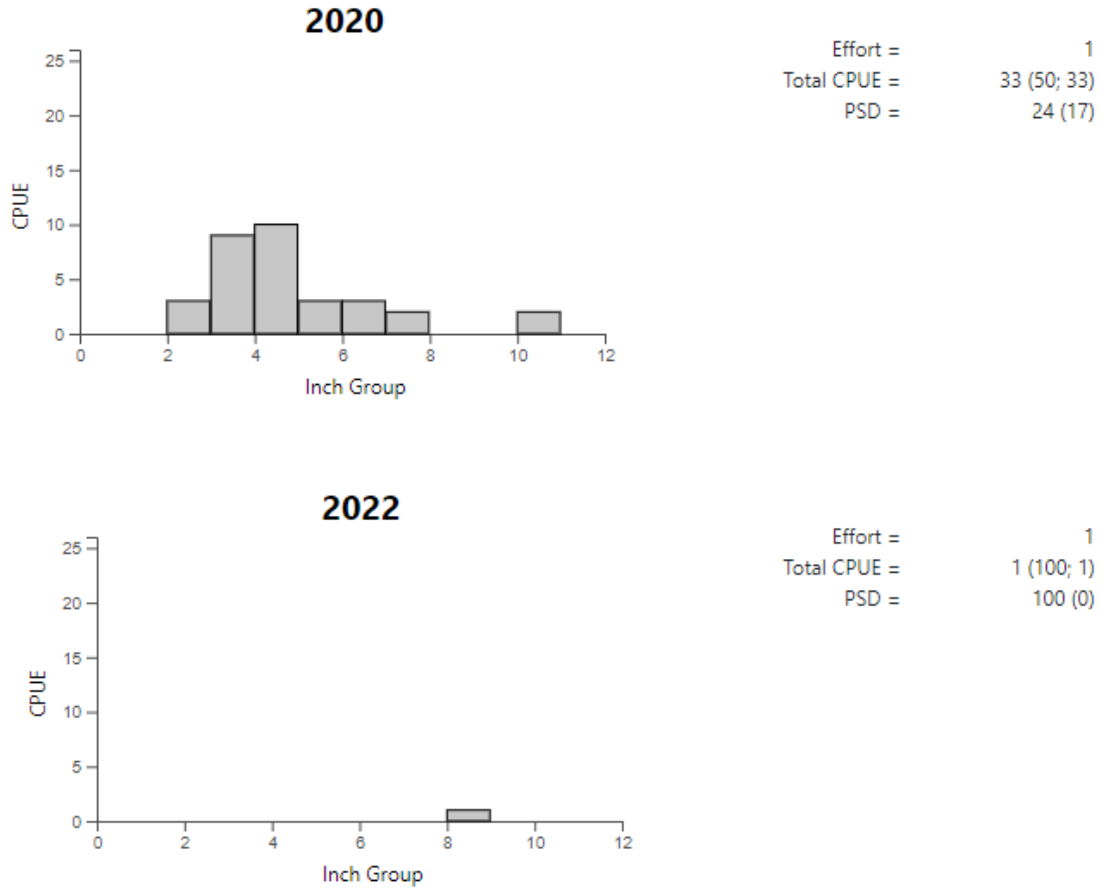 2020
Effort = 1
Total CPUE = 33 (50; 33)
PSD = 24 (17)
25
20
15
10
5
0
CPUE
0 2 4 6 8 10 12
Inch Group
2022
Effort = 1
Total CPUE = 1 (100; 1)
PSD = 100 (0)
25
20
15
10
5
0
CPUE
0 2 4 6 8 10 12
Inch Group